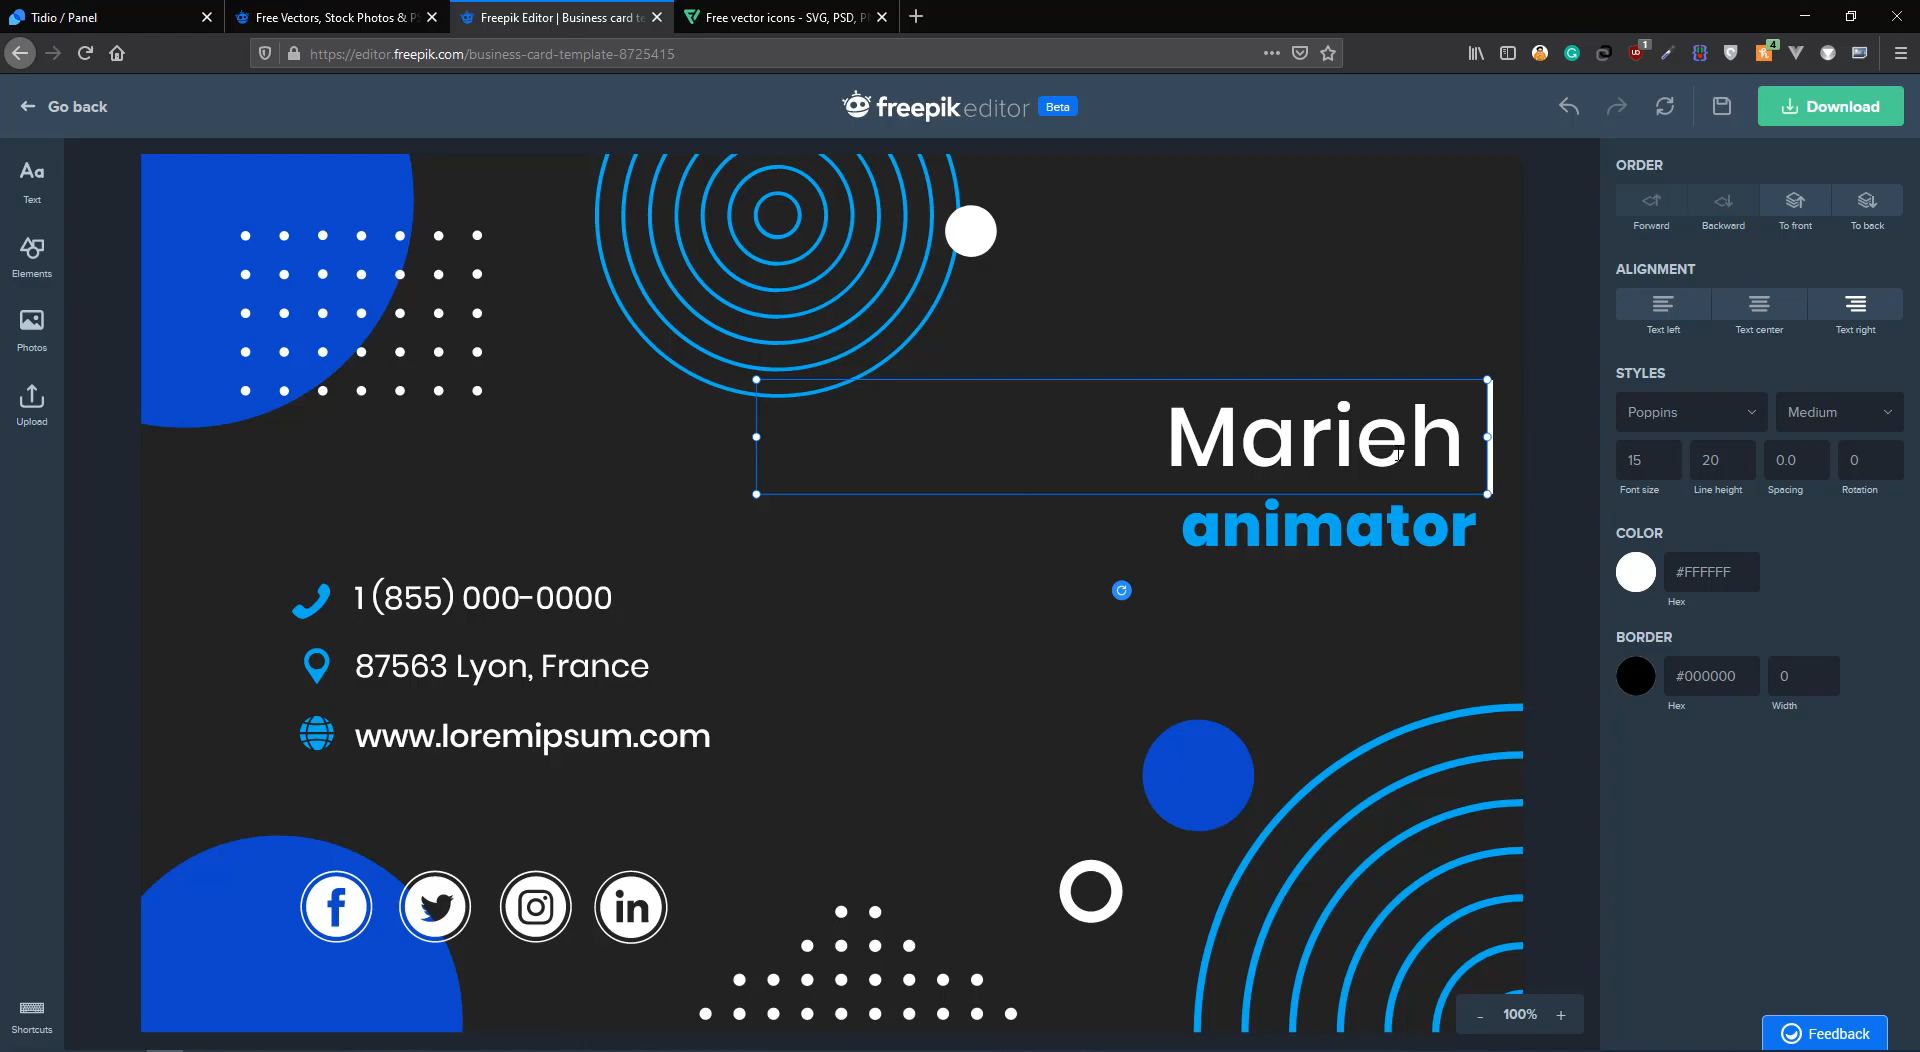 Tidio / Panel
Free Vectors, Stock Photos & P
Freepik Editor | Business card te
Free vector icons - SVG, PSD, P
https://editor.freepik.com/business-card-template-8725415
1
4
Go back
freepik editor
Beta
Download
Aa
Text
Elements
Photos
Upload
Shortcuts
Marieh
animator
1 (855) 000-0000
87563 Lyon, France
www.loremipsum.com
f
in
- 100% +
ORDER
Forward Backward To front To back
ALIGNMENT
Text left Text center Text right
STYLES
Poppins Medium
15 20 0.0 0
Font size Line height Spacing Rotation
COLOR
#FFFFFF
Hex
BORDER
#000000 0
Hex Width
Feedback